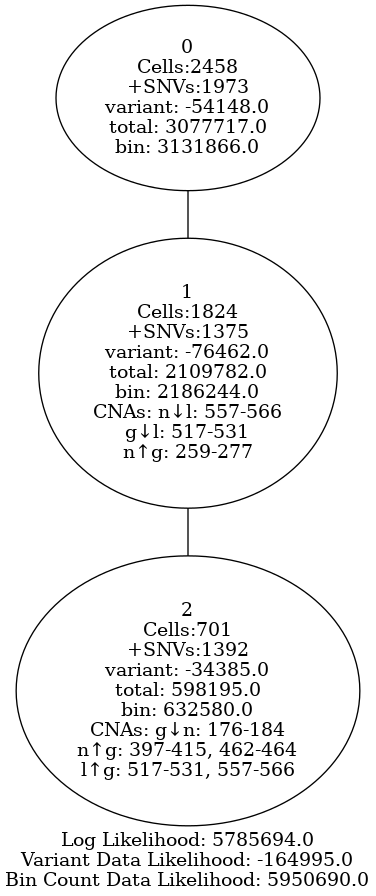 0
Cells:2458
+SNVs:1973
variant: -54148.0
total: 3077717.0
bin: 3131866.0
1
Cells:1824
+SNVs:1375
variant: -76462.0
total: 2109782.0
bin: 2186244.0
CNAs: n↓l: 557-566
g↓l: 517-531
n↑g: 259-277
2
Cells:701
+SNVs:1392
variant: -34385.0
total: 598195.0
bin: 632580.0
CNAs: g↓n: 176-184
n↑g: 397-415, 462-464
l↑g: 517-531, 557-566
Log Likelihood: 5785694.0
Variant Data Likelihood: -164995.0
Bin Count Data Likelihood: 5950690.0